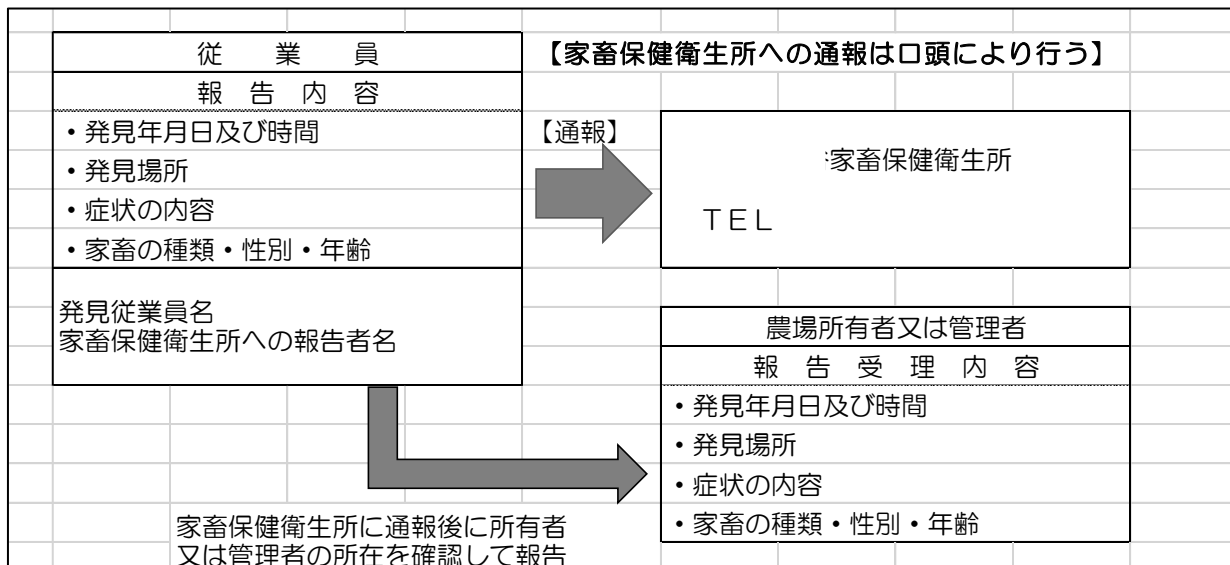 従業員
報告内容
・発見年月日及び時間
・発見場所
・症状の内容
・家畜の種類・性別・年齢
発見従業員名
家畜保健衛生所への報告者名
【家畜保健衛生所への通報は口頭により行う】
【通報】
家畜保健衛生所
ＴＥＬ
農場所有者又は管理者
報告受理内容
・発見年月日及び時間
・発見場所
・症状の内容
・家畜の種類・性別・年齢
家畜保健衛生所に通報後に所有者
又は管理者の所在を確認して報告